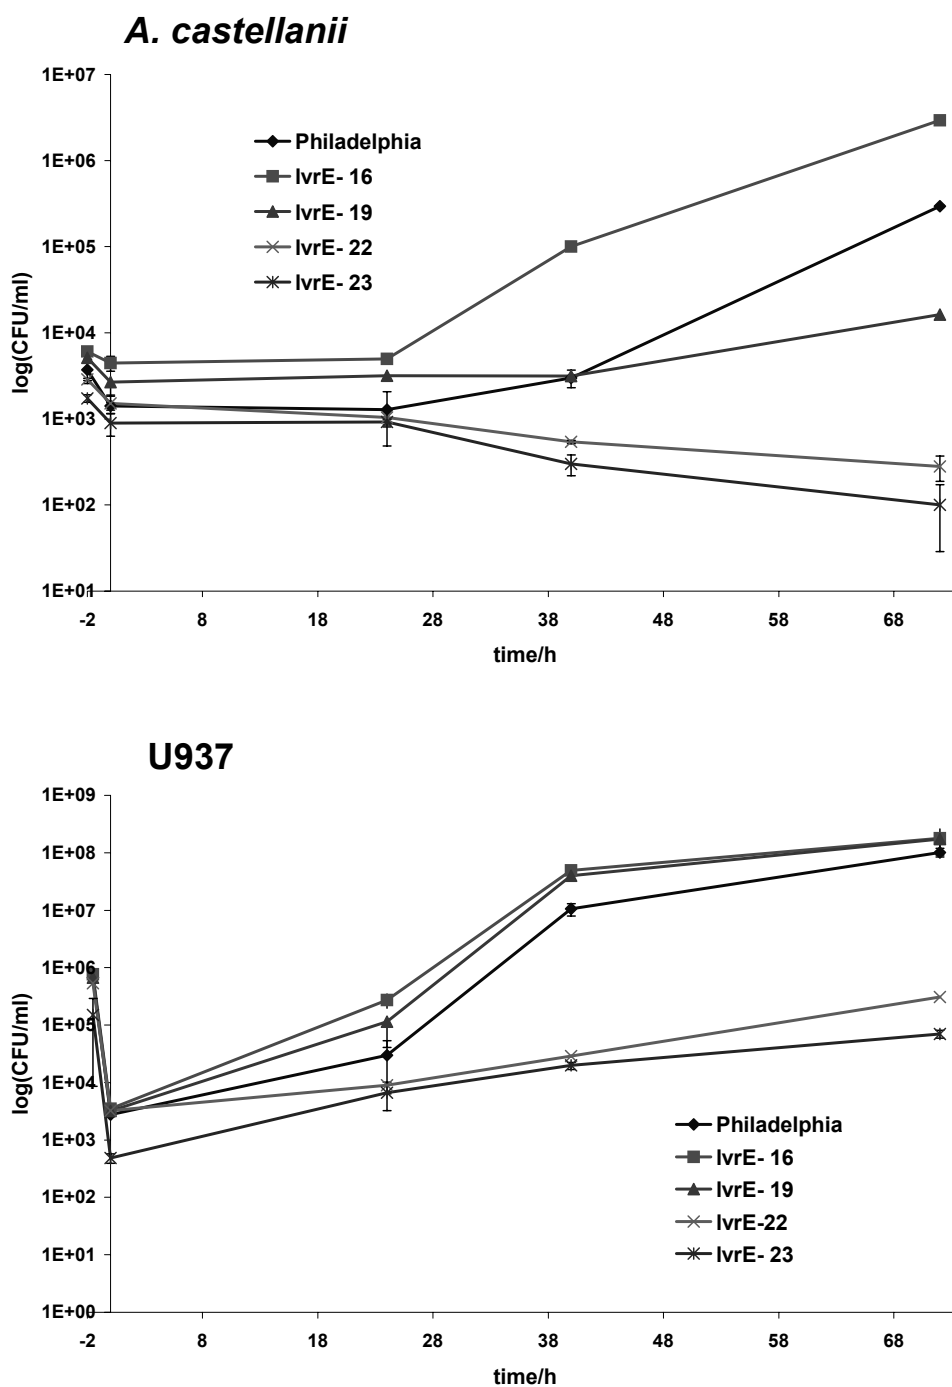 A. castellanii
1E+07
1E+06
1E+05
1E+04
1E+03
1E+02
1E+01
log(CFU/ml)
Philadelphia
lvrE- 16
lvrE- 19
lvrE- 22
lvrE- 23
-2 8 18 28 38 48 58 68
time/h
U937
1E+09
1E+08
1E+07
1E+06
1E+05
1E+04
1E+03
1E+02
1E+01
1E+00
log(CFU/ml)
Philadelphia
lvrE- 16
lvrE- 19
lvrE-22
lvrE- 23
-2 8 18 28 38 48 58 68
time/h